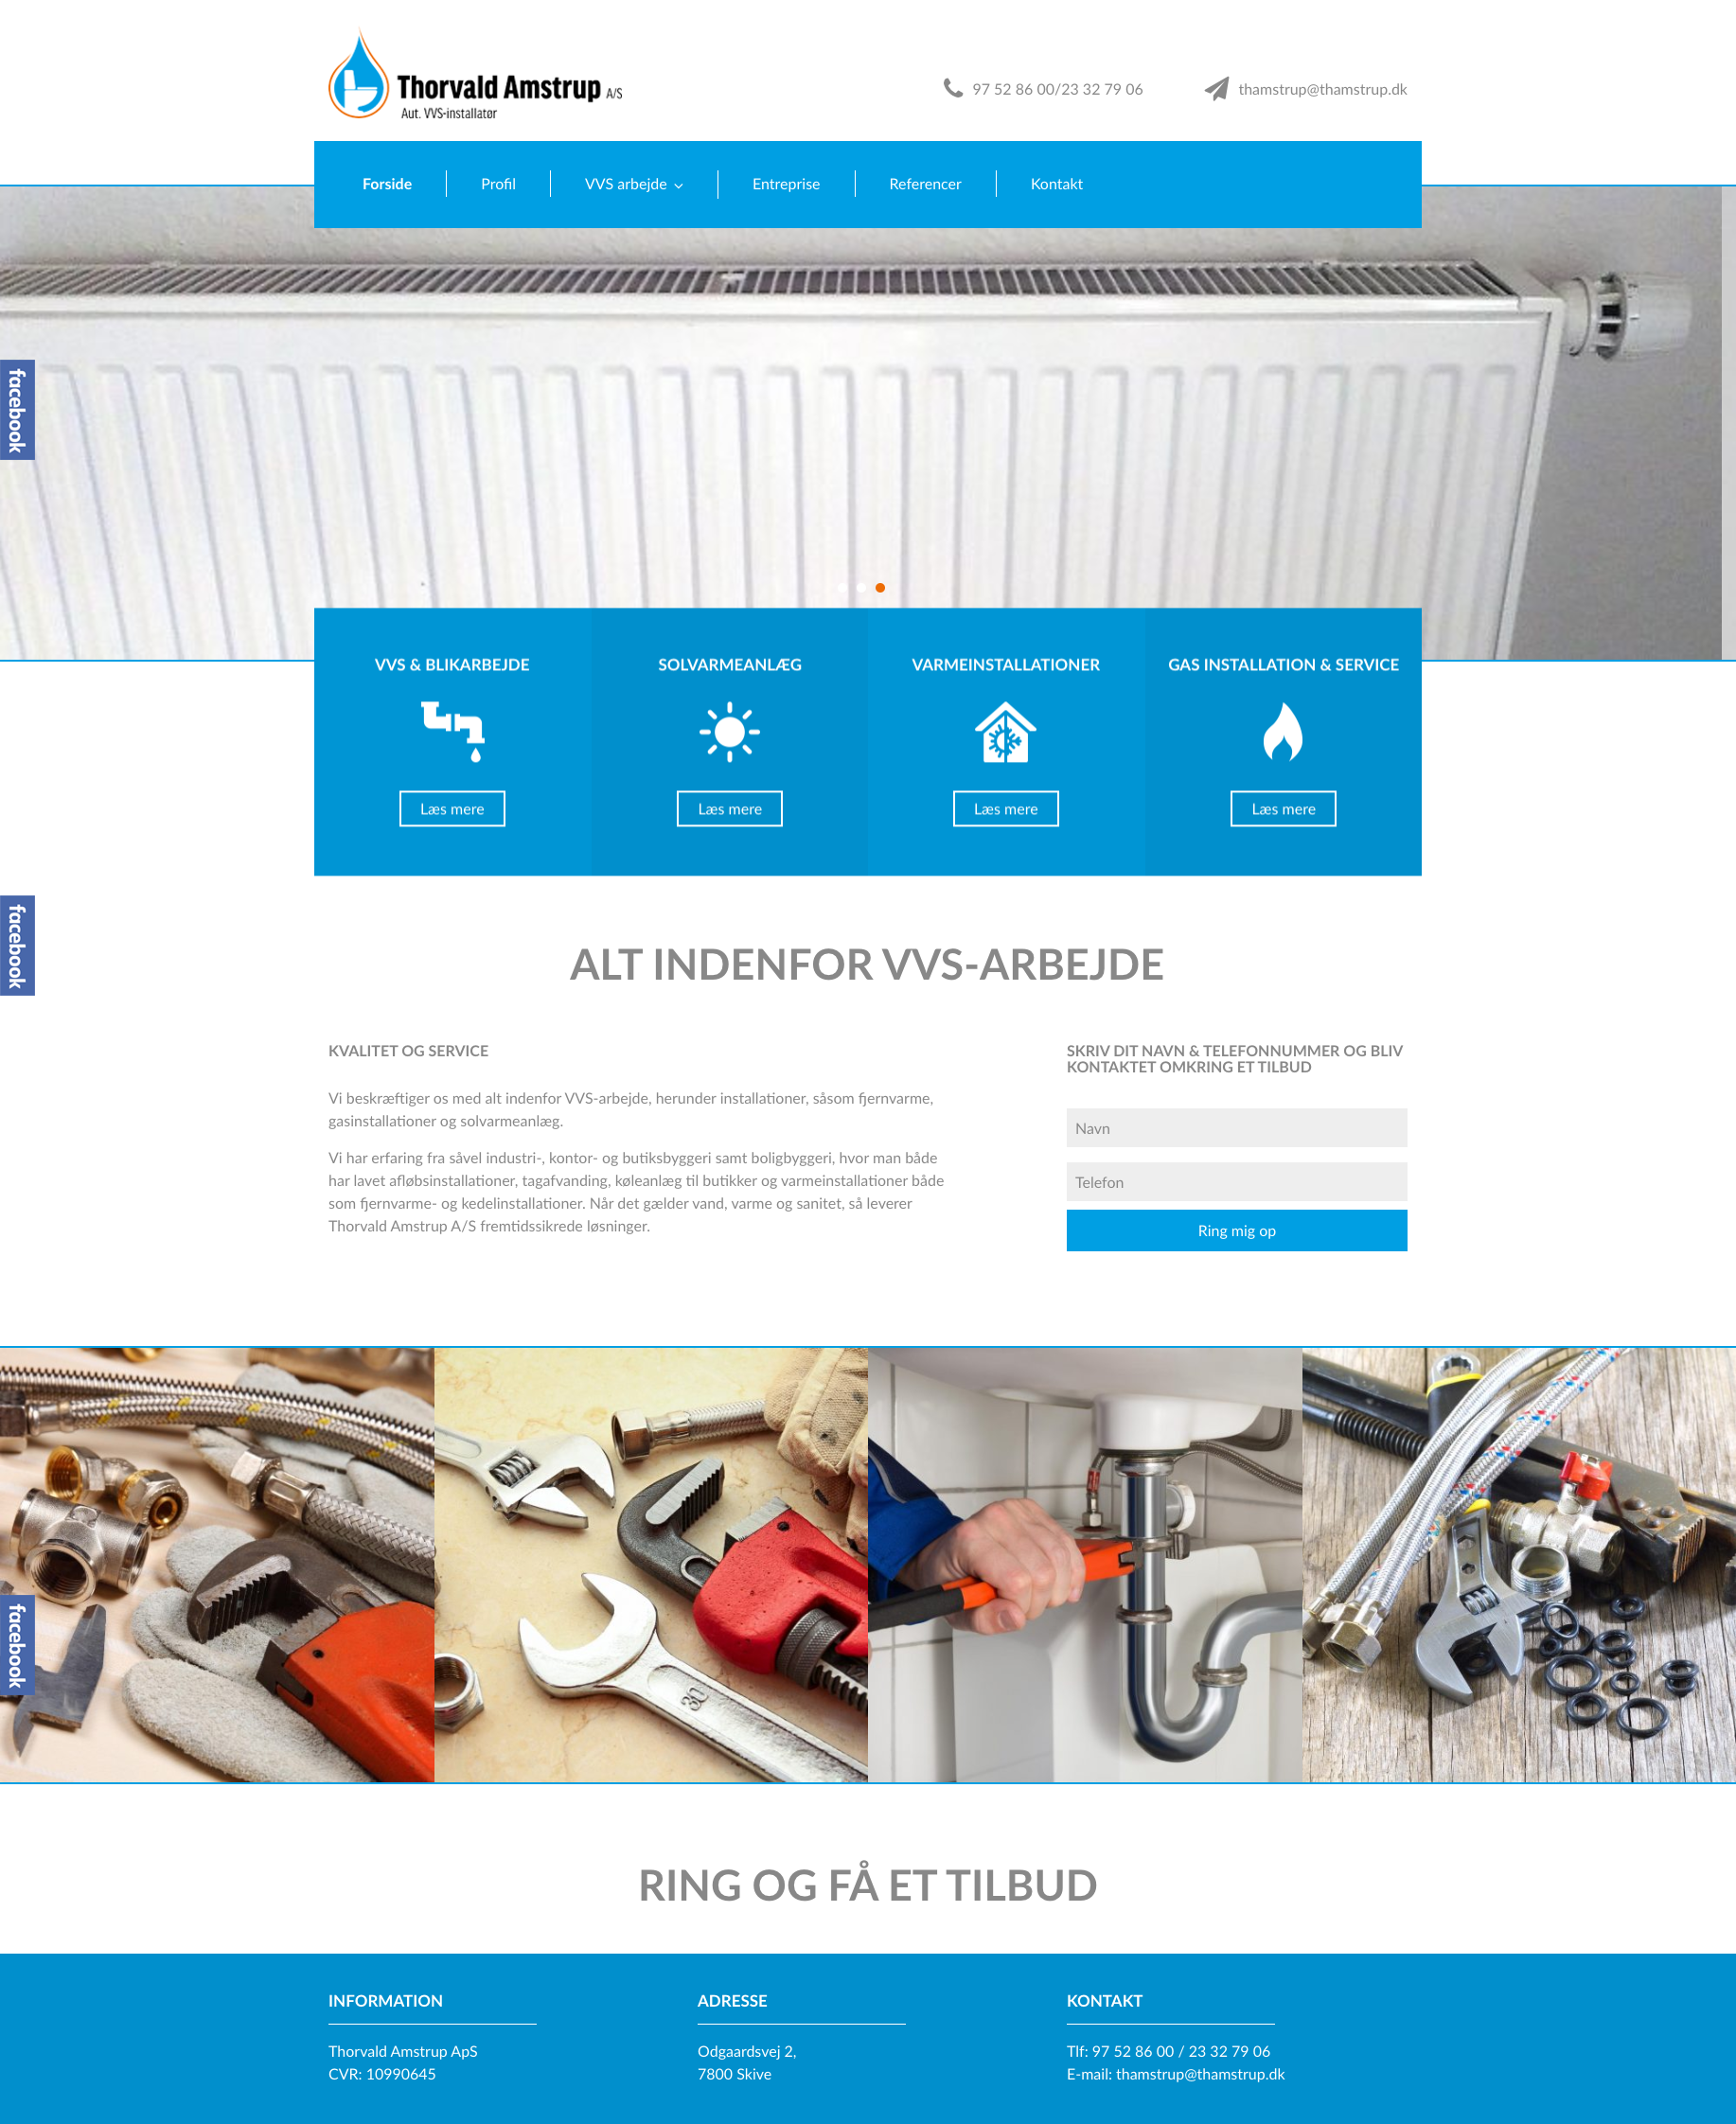 Thorvald Amstrup A/S
Aut. VVS-installatør
97 52 86 00/23 32 79 06
thamstrup@thamstrup.dk
Forside
Profil
VVS arbejde
Entreprise
Referencer
Kontakt
facebook
VVS & BLIKARBEJDE
SOLVARMEANLÆG
VARMEINSTALLATIONER
GAS INSTALLATION & SERVICE
Læs mere
Læs mere
Læs mere
Læs mere
facebook
ALT INDENFOR VVS-ARBEJDE
KVALITET OG SERVICE
Vi beskræftiger os med alt indenfor VVS-arbejde, herunder installationer, såsom fjernvarme,
gasinstallationer og solvarmeanlæg.
Vi har erfaring fra såvel industri-, kontor- og butiksbyggeri samt boligbyggeri, hvor man både
har lavet afløbsinstallationer, tagafvanding, køleanlæg til butikker og varmeinstallationer både
som fjernvarme- og kedelinstallationer. Når det gælder vand, varme og sanitet, så leverer
Thorvald Amstrup A/S fremtidssikrede løsninger.
SKRIV DIT NAVN & TELEFONNUMMER OG BLIV
KONTAKTET OMKRING ET TILBUD
Navn
Telefon
Ring mig op
facebook
30
RING OG FÅ ET TILBUD
INFORMATION
Thorvald Amstrup ApS
CVR: 10990645
ADRESSE
Odgaardsvej 2,
7800 Skive
KONTAKT
Tlf: 97 52 86 00 / 23 32 79 06
E-mail: thamstrup@thamstrup.dk